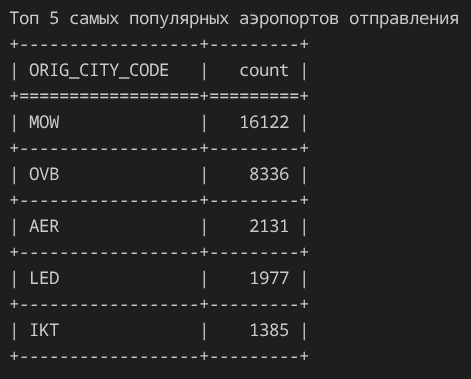 Топ 5 самых популярных аэропортов отправления
+------------------+---------+
| ORIG_CITY_CODE   |   count |
+==================+=========+
| MOW              |   16122 |
+------------------+---------+
| OVB              |    8336 |
+------------------+---------+
| AER              |    2131 |
+------------------+---------+
| LED              |    1977 |
+------------------+---------+
| IKT              |    1385 |
+------------------+---------+